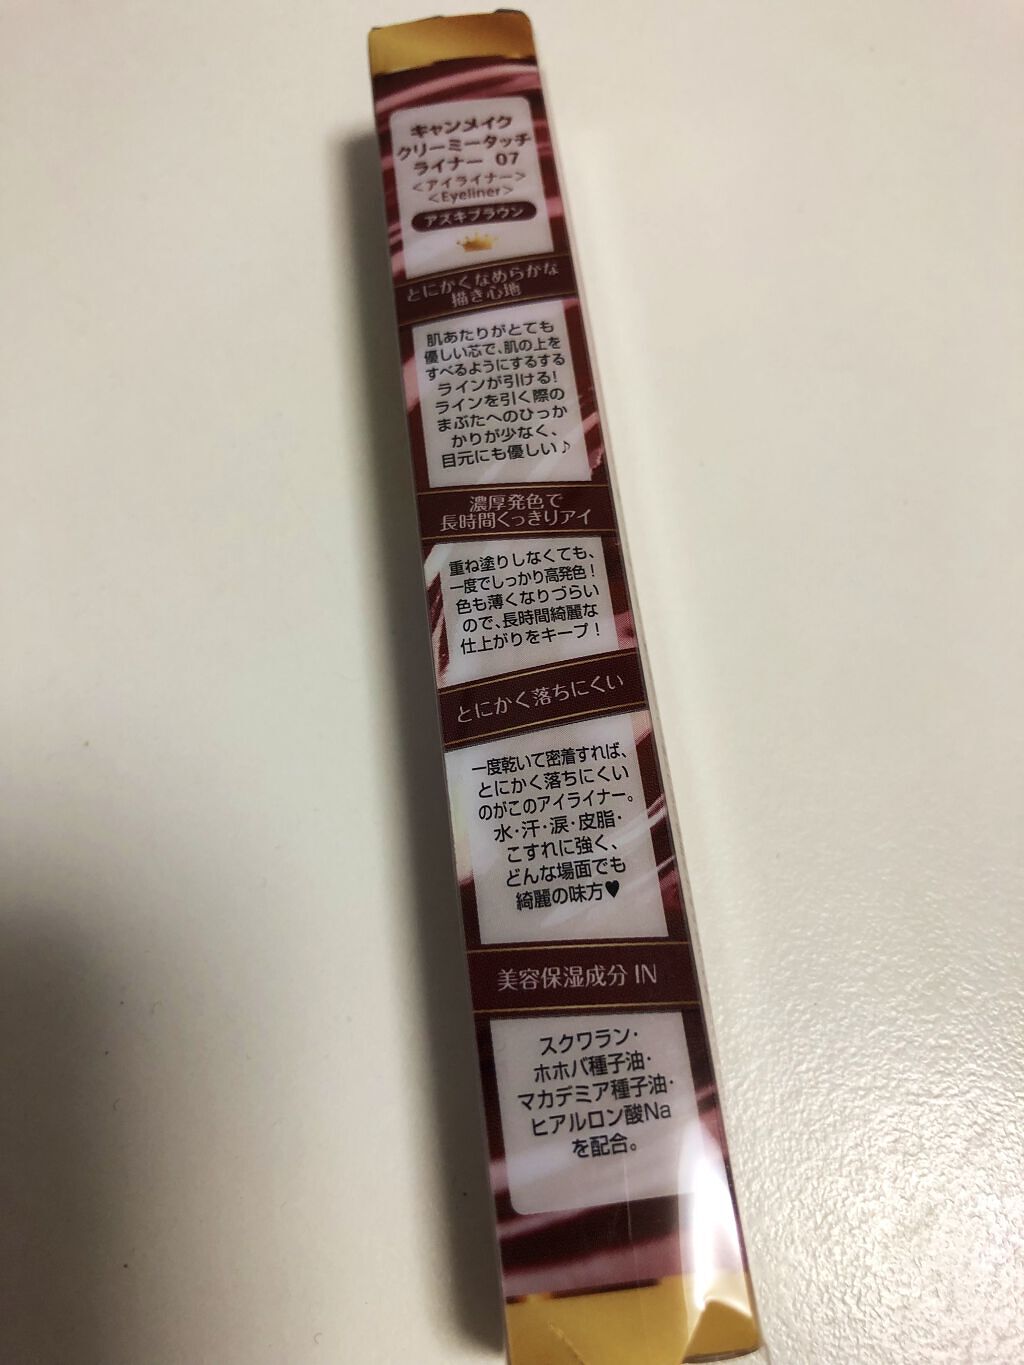 キャンメイク
クリーミータッチ
ライナー 07
<アイライナー>
<Eyeliner>
アズキブラウン
とにかくなめらかな
描き心地
肌あたりがとても
優しい芯で、肌の上を
すべるようにするする
ラインが引ける!
ラインを引く際の
まぶたへのひっか
かりが少なく、
目元にも優しい♪
濃厚発色で
長時間くっきりアイ
重ね塗りしなくても、
一度でしっかり高発色!
色も薄くなりづらい
ので、長時間綺麗な
仕上がりをキープ!
とにかく落ちにくい
一度乾いて密着すれば、
とにかく落ちにくい
のがこのアイライナー。
水・汗・涙・皮脂・
こすれに強く、
どんな場面でも
綺麗の味方♥
美容保湿成分 IN
スクワラン・
ホホバ種子油・
マカデミア種子油・
ヒアルロン酸Na
を配合。